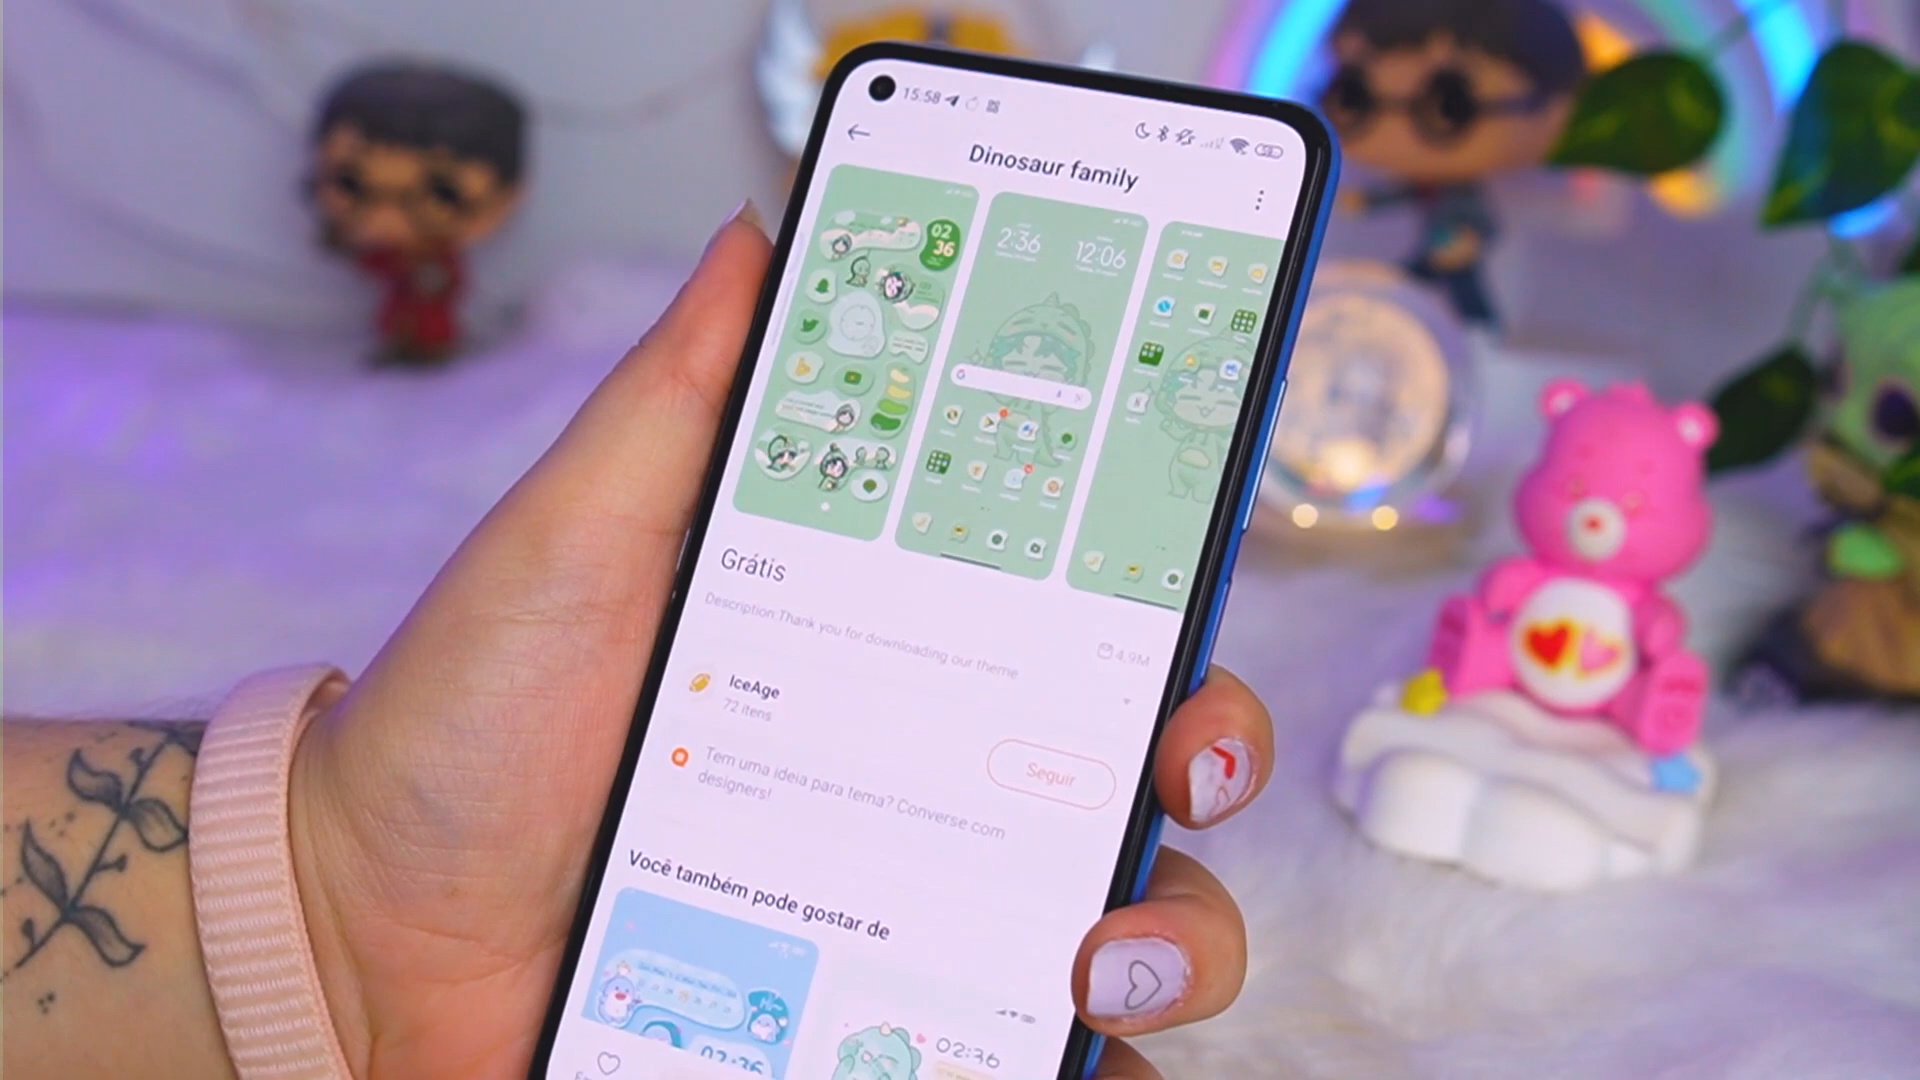 15:58
Dinosaur family
02
36
2:36
12:06
Grátis
Description:Thank you for downloading our theme
4,9M
IceAge
72 itens
Seguir
Tem uma ideia para tema? Converse com
designers!
Você também pode gostar de
02:36
02:36